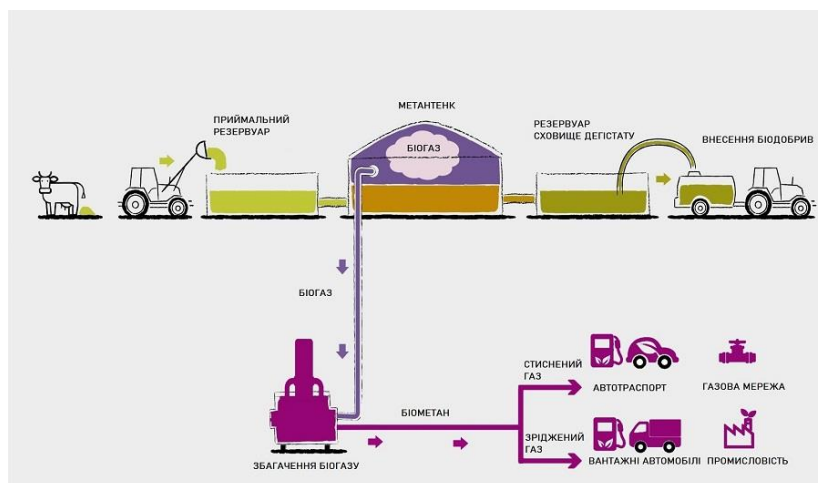 МЕТАНТЕНК
ПРИЙМАЛЬНИЙ
РЕЗЕРВУАР
БІОГАЗ
РЕЗЕРВУАР
СХОВИЩЕ ДЕГІСТАТУ
ВНЕСЕННЯ БІОДОБРИВ
БІОГАЗ
СТИСНЕНИЙ
ГАЗ
АВТОТРАСПОРТ
ГАЗОВА МЕРЕЖА
БІОМЕТАН
ЗРІДЖЕНИЙ
ГАЗ
ЗБАГАЧЕННЯ БІОГАЗУ
ВАНТАЖНІ АВТОМОБІЛІ
ПРОМИСЛОВІСТЬ